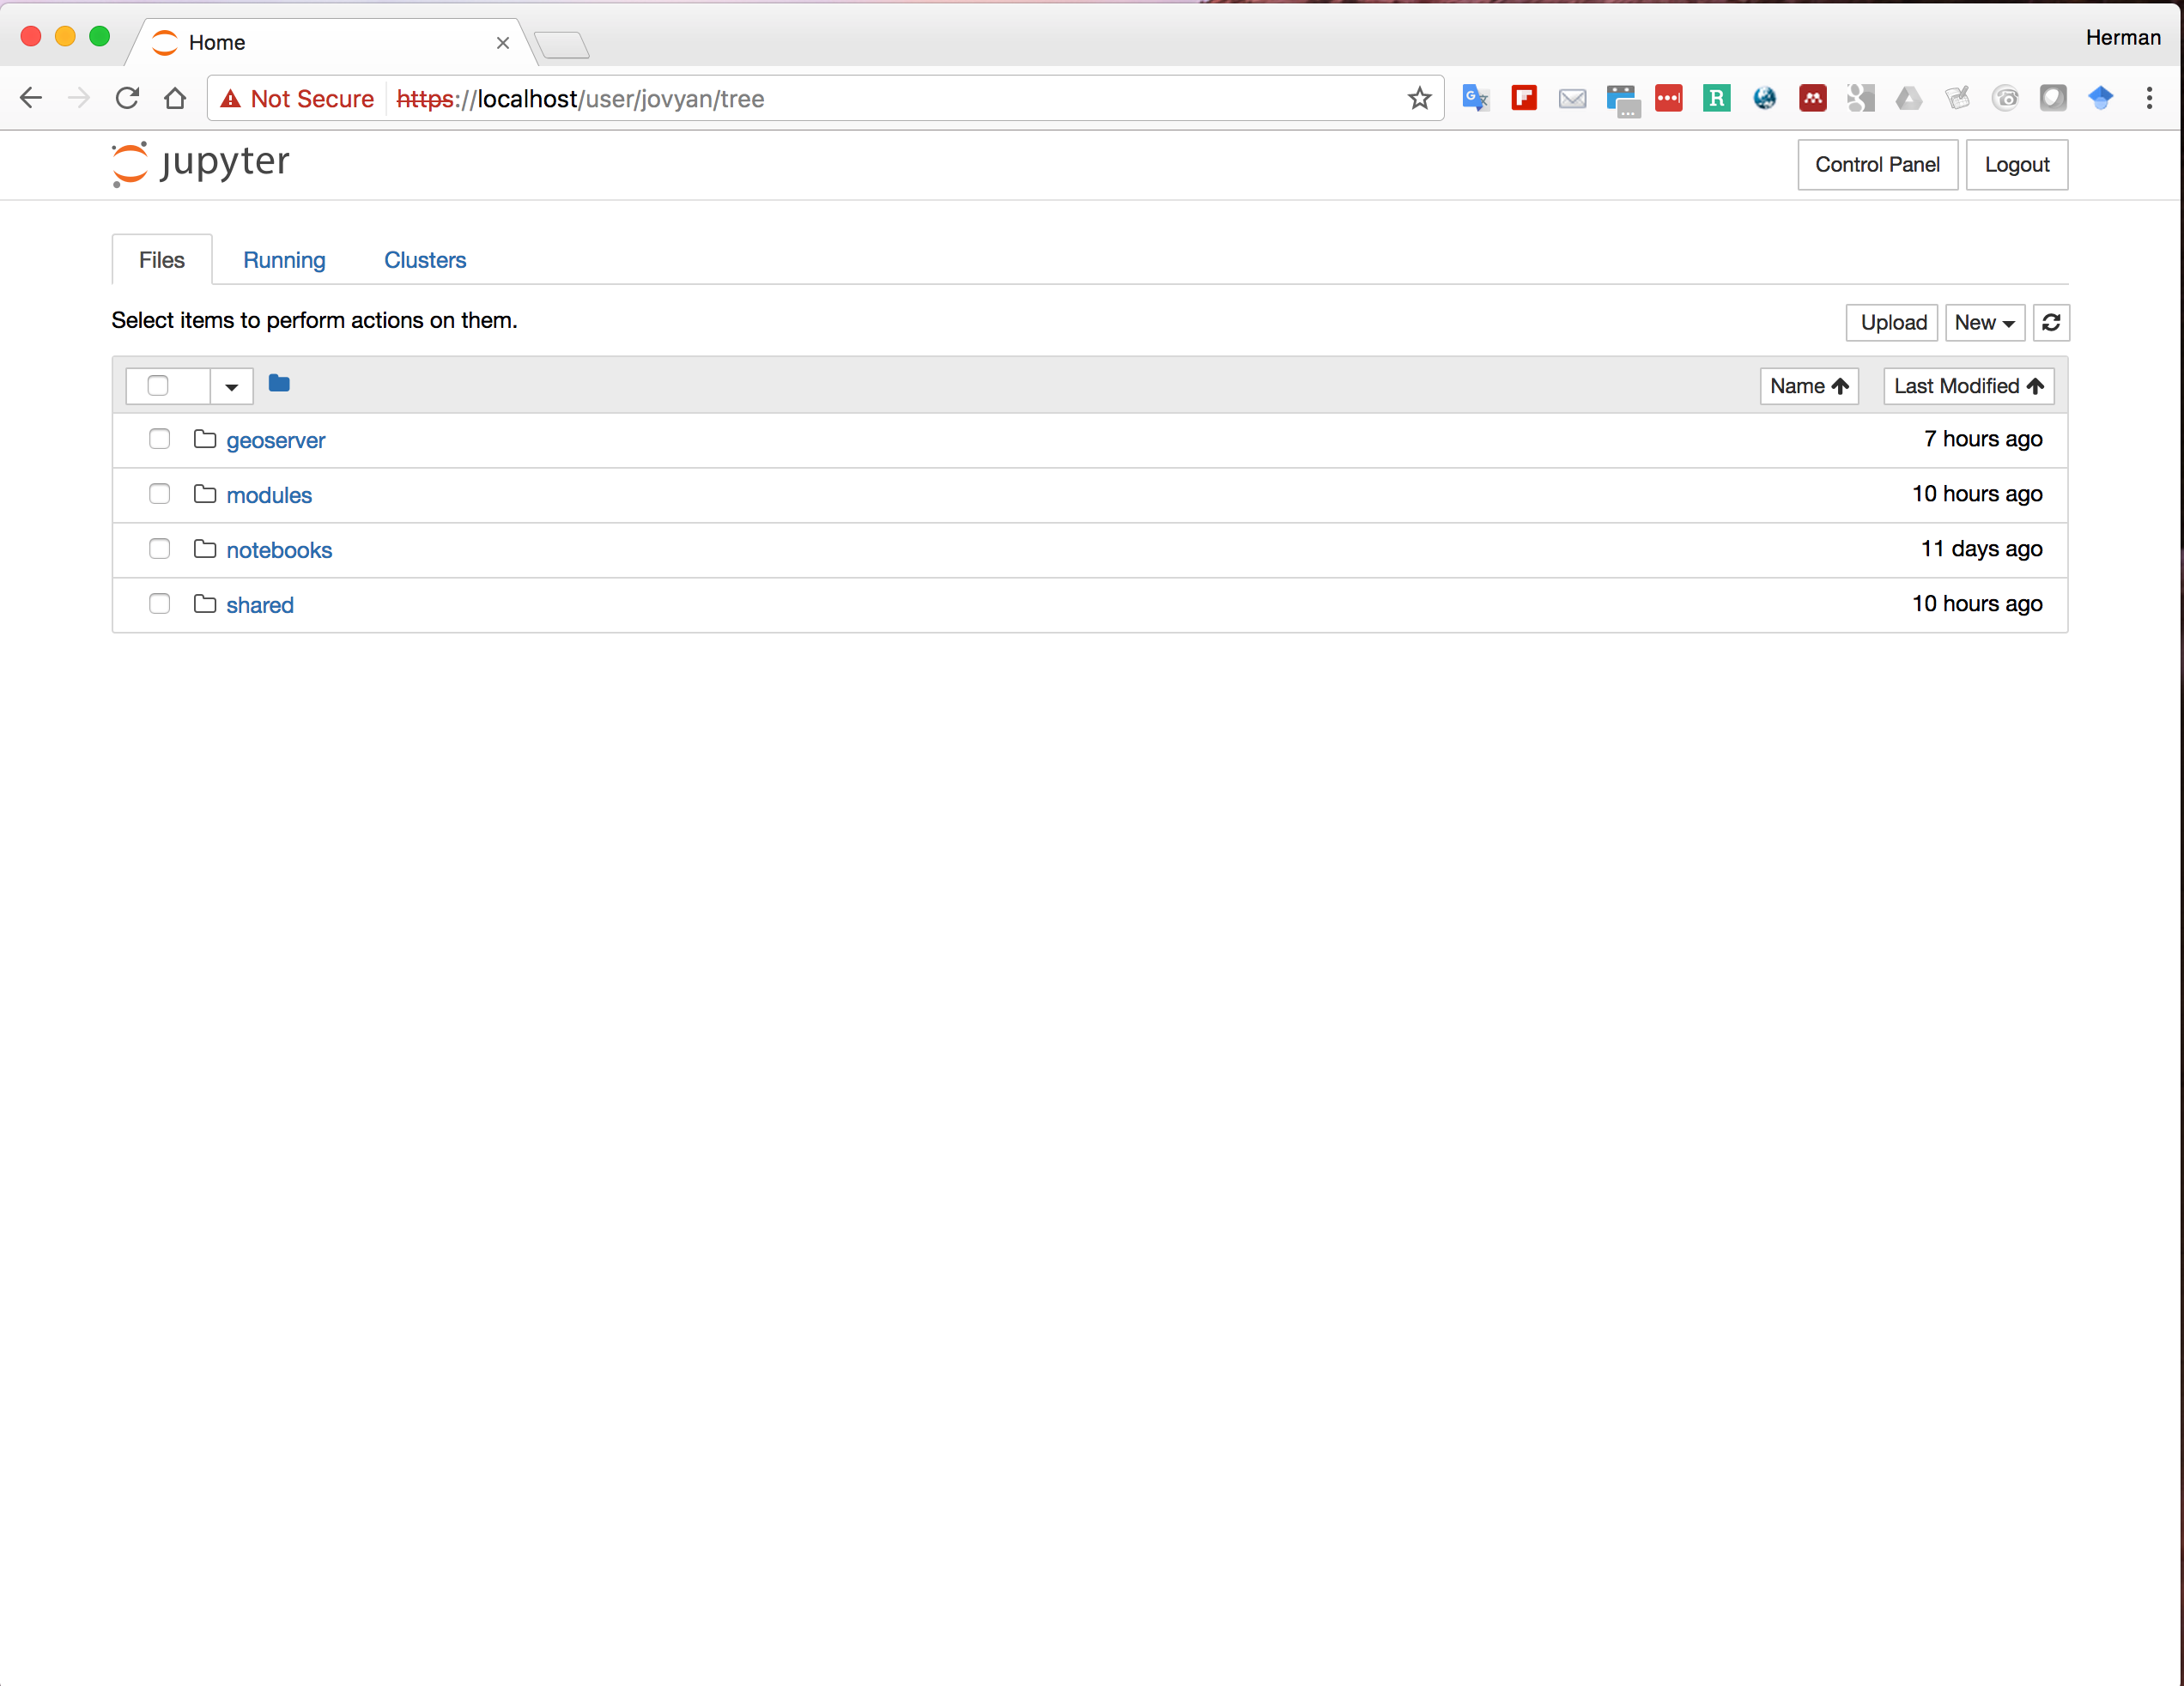 Home
Herman
Not Secure https://localhost/user/jovyan/tree
jupyter
Control Panel Logout
Files Running Clusters
Select items to perform actions on them.
Upload New
Name Last Modified
geoserver 7 hours ago
modules 10 hours ago
notebooks 11 days ago
shared 10 hours ago